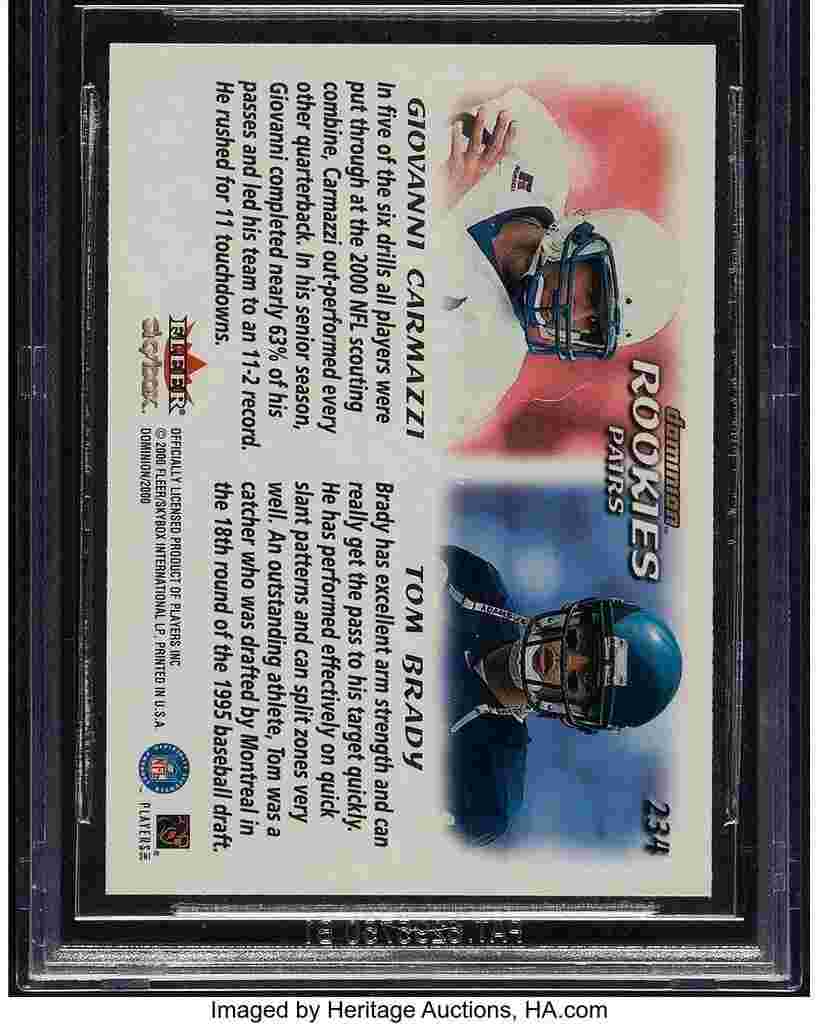 dominion™
ROOKIES
PAIRS
234
GIOVANNI CARMAZZI
In five of the six drills all players were
put through at the 2000 NFL scouting
combine, Carmazzi out-performed every
other quarterback. In his senior season,
Giovanni completed nearly 63% of his
passes and led his team to an 11-2 record.
He rushed for 11 touchdowns.
TOM BRADY
Brady has excellent arm strength and can
really get the pass to his target quickly.
He has performed effectively on quick
slant patterns and can split zones very
well. An outstanding athlete, Tom was a
catcher who was drafted by Montreal in
the 18th round of the 1995 baseball draft.
FLEER®
skybox™
OFFICIALLY LICENSED PRODUCT OF PLAYERS INC
© 2000 FLEER/SKYBOX INTERNATIONAL LP, PRINTED IN U.S.A.
DOMINION/2000
NFL
PLAYERS INC
Imaged by Heritage Auctions, HA.com